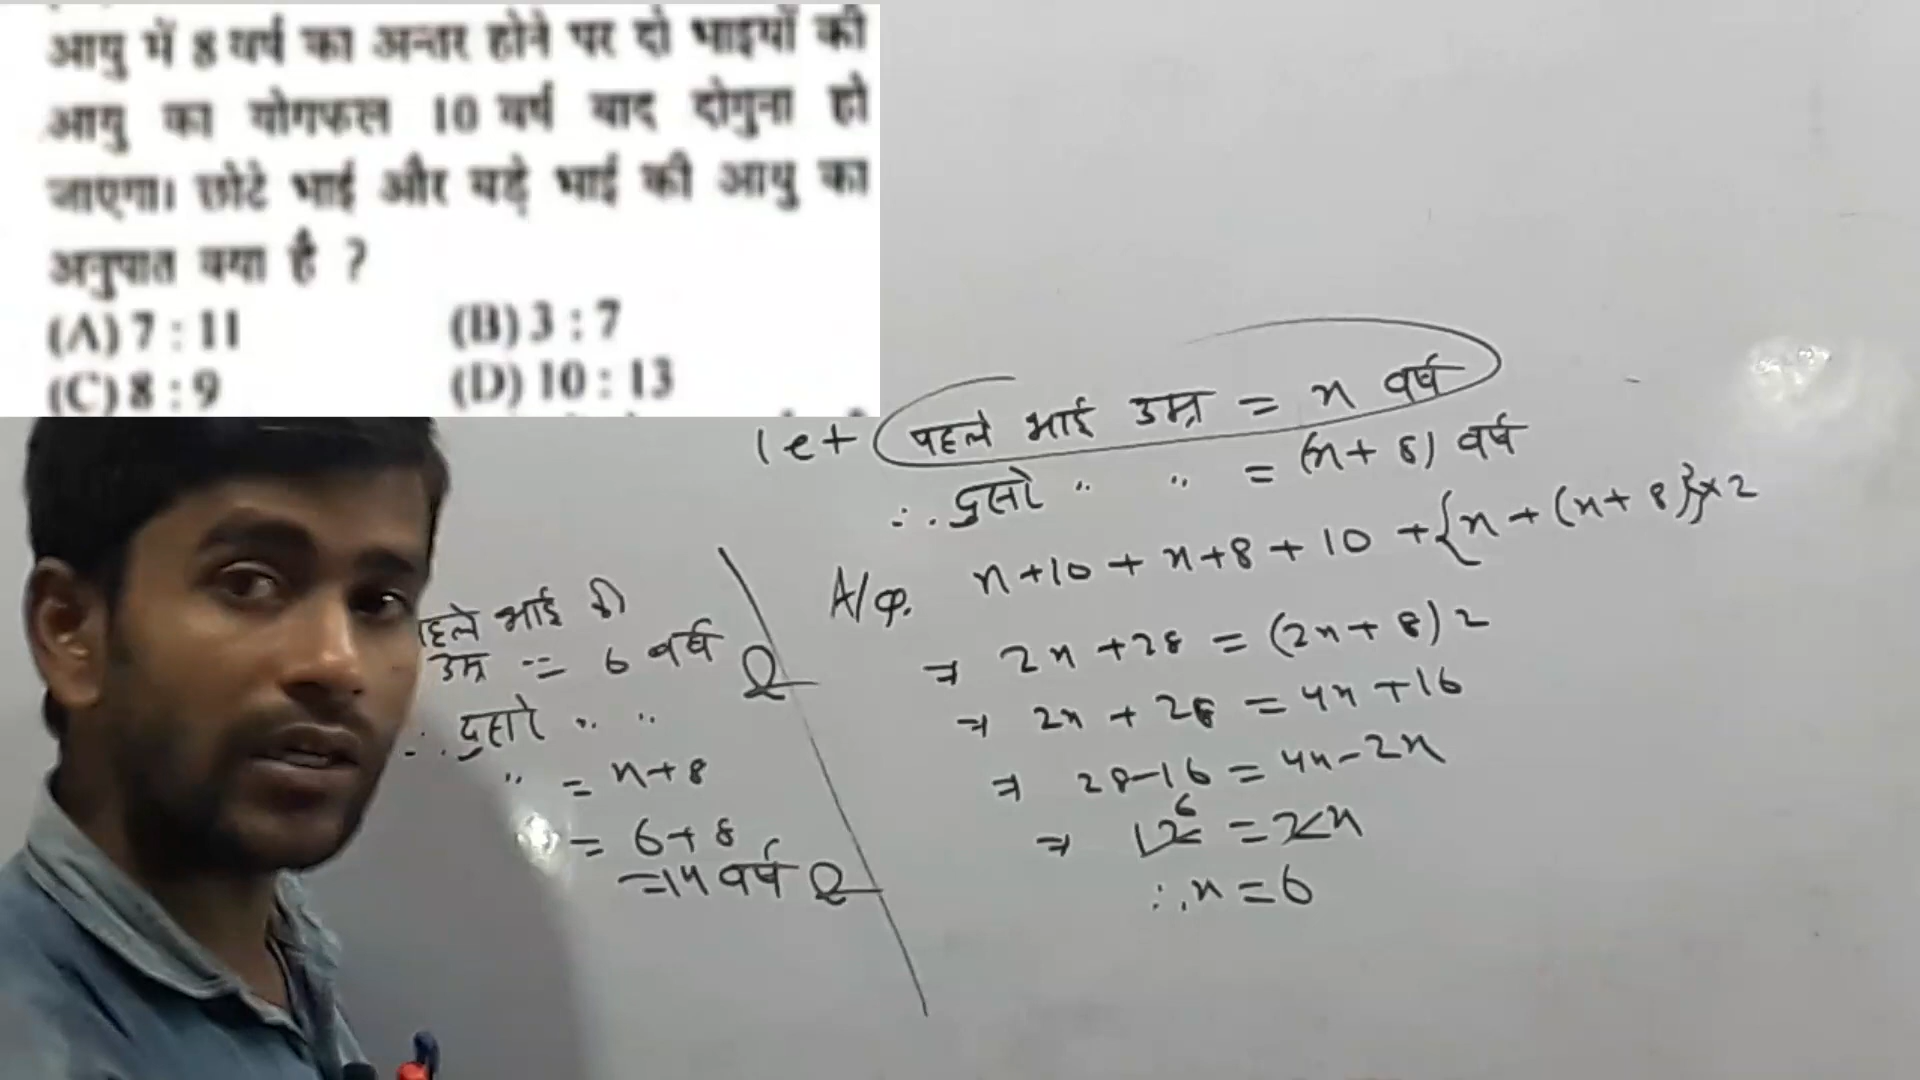 आयु में 8 वर्ष का अन्तर होने पर दो भाइयों की
आयु का योगफल 10 वर्ष बाद दोगुना हो
जाएगा। छोटे भाई और बड़े भाई की आयु का
अनुपात क्या है ?
(A) 7 : 11 (B) 3 : 7
(C) 8 : 9 (D) 10 : 13
let पहले भाई उम्र = x वर्ष
∴ दुसरे " " = (x + 8) वर्ष
A/Q. x+10 + x+8 + 10 + {x + (x+8}×2
⇒ 2x + 28 = (2x + 8) 2
⇒ 2x + 28 = 4x + 16
⇒ 28-16 = 4x - 2x
⇒ 12 6 = 2x
∴ x = 6
पहले भाई की
उम्र = 6 वर्ष
∴ दुसरे " "
" = x+8
= 6+8
= 14 वर्ष